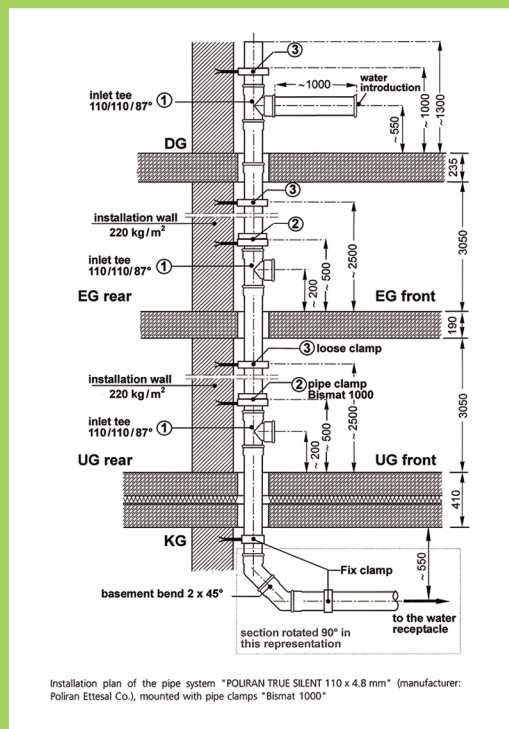 ③
~1000
water
introduction
inlet tee ①
110/110/87°
~550
~1000
~1300
DG
235
③
installation wall
220 kg/m²
②
inlet tee ①
110/110/87°
~200
~500
~2500
3050
EG rear
EG front
190
③ loose clamp
installation wall
220 kg/m²
② pipe clamp
Bismat 1000
inlet tee ①
110/110/87°
~200
~500
~2500
3050
UG rear
UG front
410
KG
Fix clamp
~550
basement bend 2 x 45°
to the water
receptacle
section rotated 90° in
this representation
Installation plan of the pipe system "POLIRAN TRUE SILENT 110 x 4.8 mm" (manufacturer:
Poliran Ettesal Co.), mounted with pipe clamps "Bismat 1000"